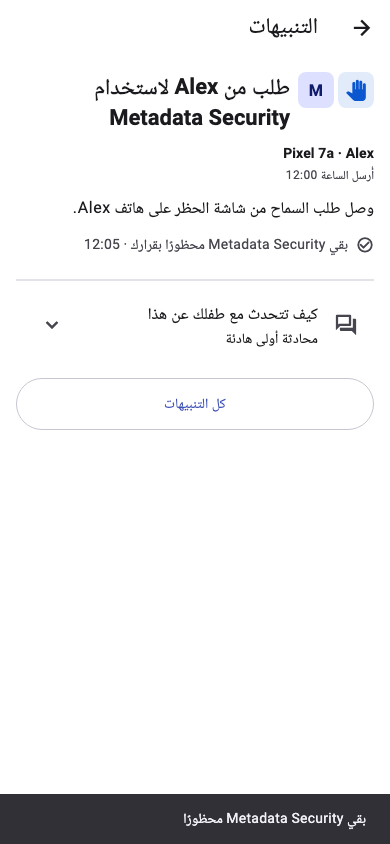 التنبيهات
M
طلب من Alex لاستخدام
Metadata Security
Pixel 7a · Alex
أُرسل الساعة 12:00
وصل طلب السماح من شاشة الحظر على هاتف Alex.
بقي Metadata Security محظورًا بقرارك · 12:05
كيف تتحدث مع طفلك عن هذا
محادثة أولى هادئة
كل التنبيهات
بقي Metadata Security محظورًا